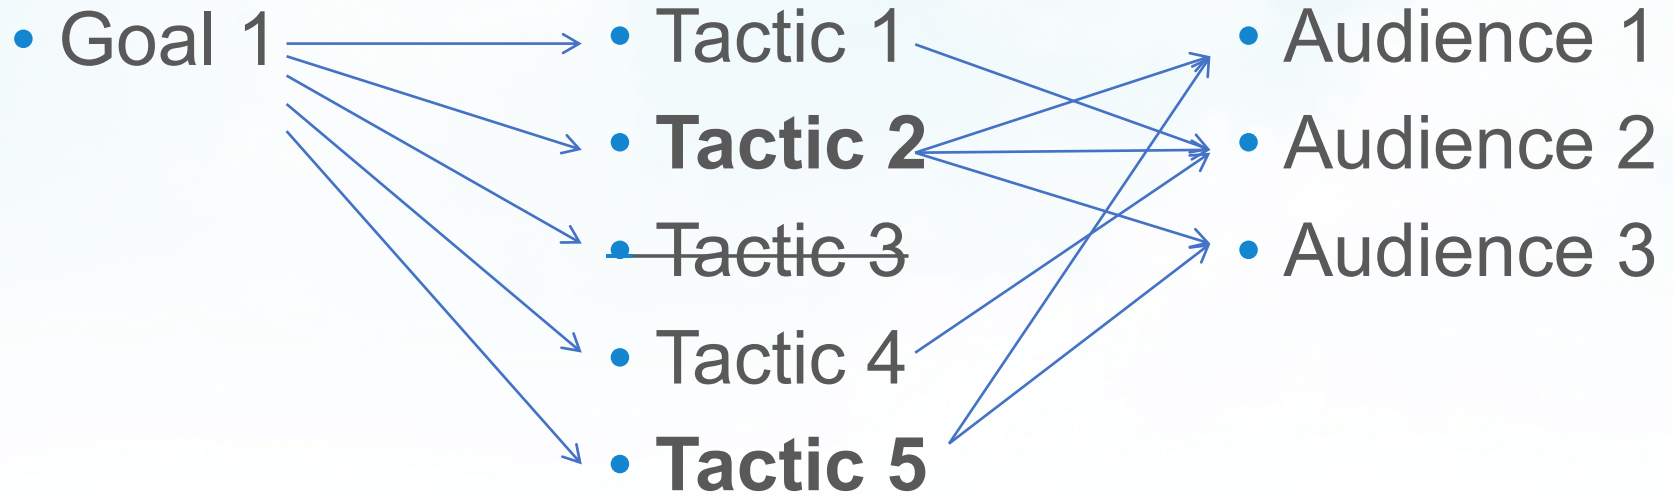 • Goal 1
• Tactic 1
• Tactic 2
• Tactic 3
• Tactic 4
• Tactic 5
• Audience 1
• Audience 2
• Audience 3